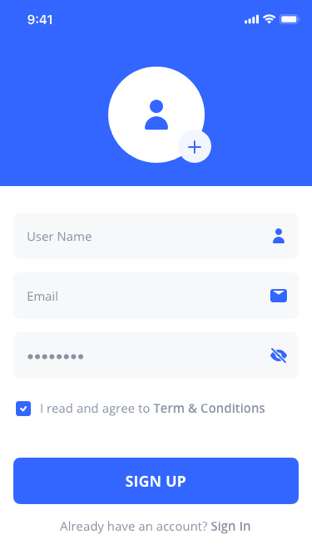 9:41
User Name
Email
••••••••
I read and agree to Term & Conditions
SIGN UP
Already have an account? Sign In